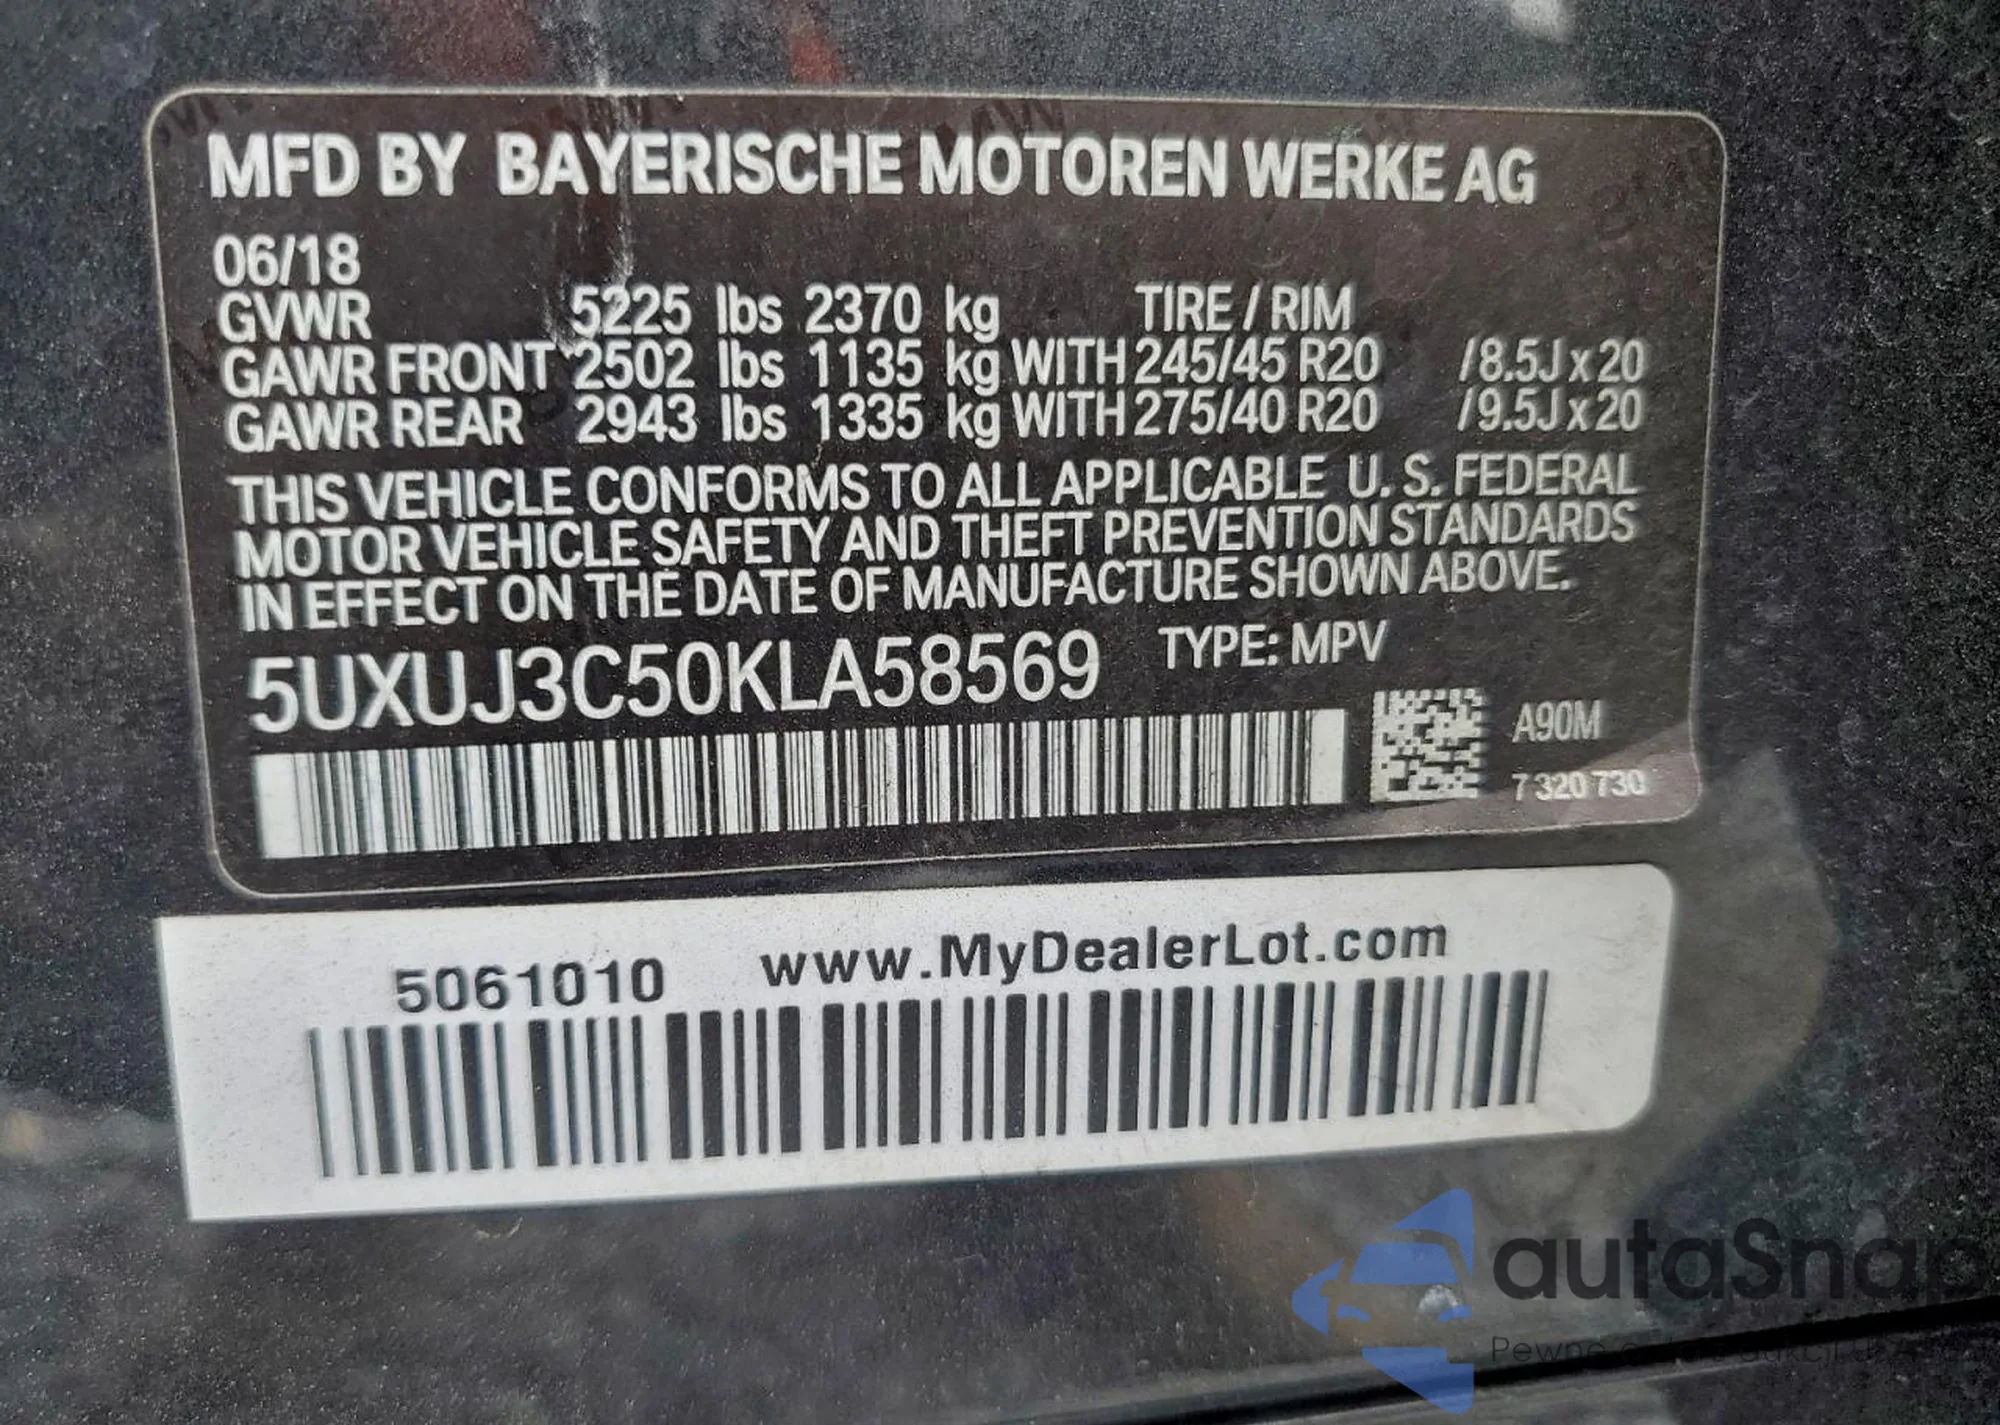 MFD BY BAYERISCHE MOTOREN WERKE AG
06/18
GVWR 5225 lbs 2370 kg TIRE / RIM
GAWR FRONT 2502 lbs 1135 kg WITH 245/45 R20 /8.5J x 20
GAWR REAR 2943 lbs 1335 kg WITH 275/40 R20 /9.5J x 20
THIS VEHICLE CONFORMS TO ALL APPLICABLE U. S. FEDERAL
MOTOR VEHICLE SAFETY AND THEFT PREVENTION STANDARDS
IN EFFECT ON THE DATE OF MANUFACTURE SHOWN ABOVE.
5UXUJ3C50KLA58569 TYPE: MPV
A90M
7 320 730
5061010 www.MyDealerLot.com
autaSnap
Pewne